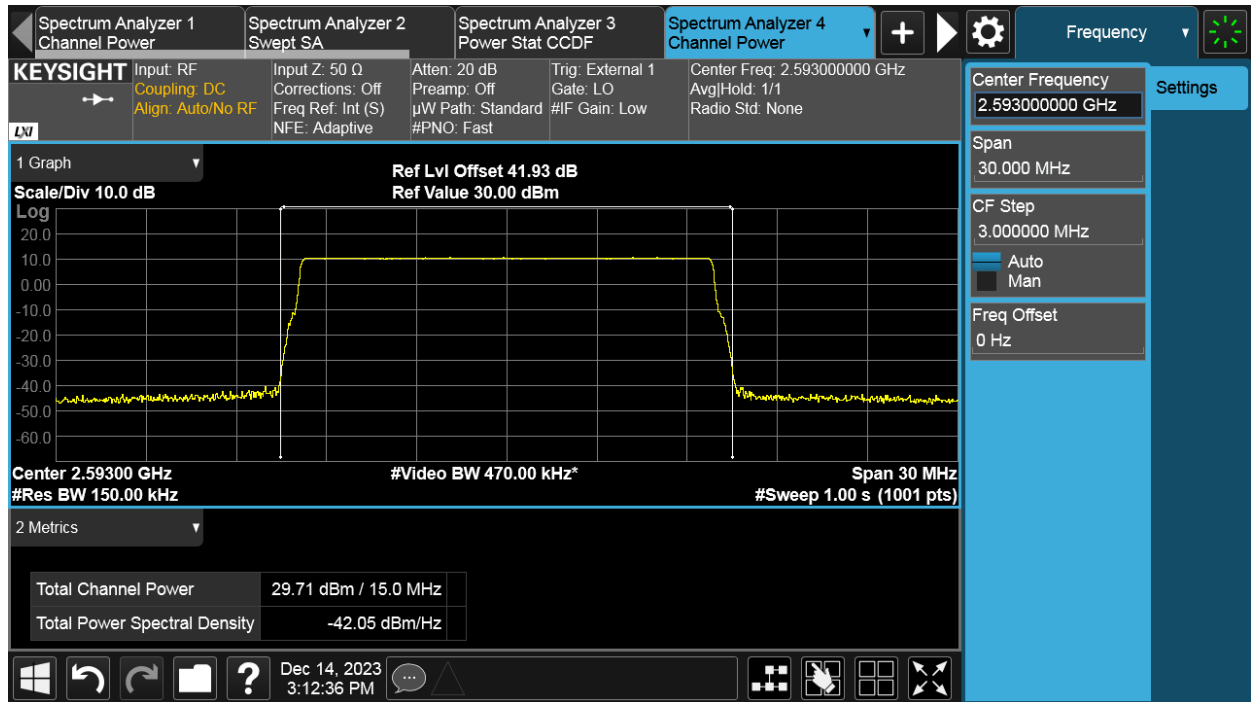 Spectrum Analyzer 1
Channel Power
Spectrum Analyzer 2
Swept SA
Spectrum Analyzer 3
Power Stat CCDF
Spectrum Analyzer 4
Channel Power
Frequency
KEYSIGHT
LXI
Input: RF
Coupling: DC
Align: Auto/No RF
Input Z: 50 Ω
Corrections: Off
Freq Ref: Int (S)
NFE: Adaptive
Atten: 20 dB
Preamp: Off
µW Path: Standard
#PNO: Fast
Trig: External 1
Gate: LO
#IF Gain: Low
Center Freq: 2.593000000 GHz
Avg|Hold: 1/1
Radio Std: None
Center Frequency
2.593000000 GHz
Settings
Span
30.000 MHz
CF Step
3.000000 MHz
Auto
Man
Freq Offset
0 Hz
1 Graph
Scale/Div 10.0 dB
Ref Lvl Offset 41.93 dB
Ref Value 30.00 dBm
Log
20.0
10.0
0.00
-10.0
-20.0
-30.0
-40.0
-50.0
-60.0
Center 2.59300 GHz
#Video BW 470.00 kHz*
Span 30 MHz
#Res BW 150.00 kHz
#Sweep 1.00 s (1001 pts)
2 Metrics
Total Channel Power 29.71 dBm / 15.0 MHz
Total Power Spectral Density -42.05 dBm/Hz
?
Dec 14, 2023
3:12:36 PM